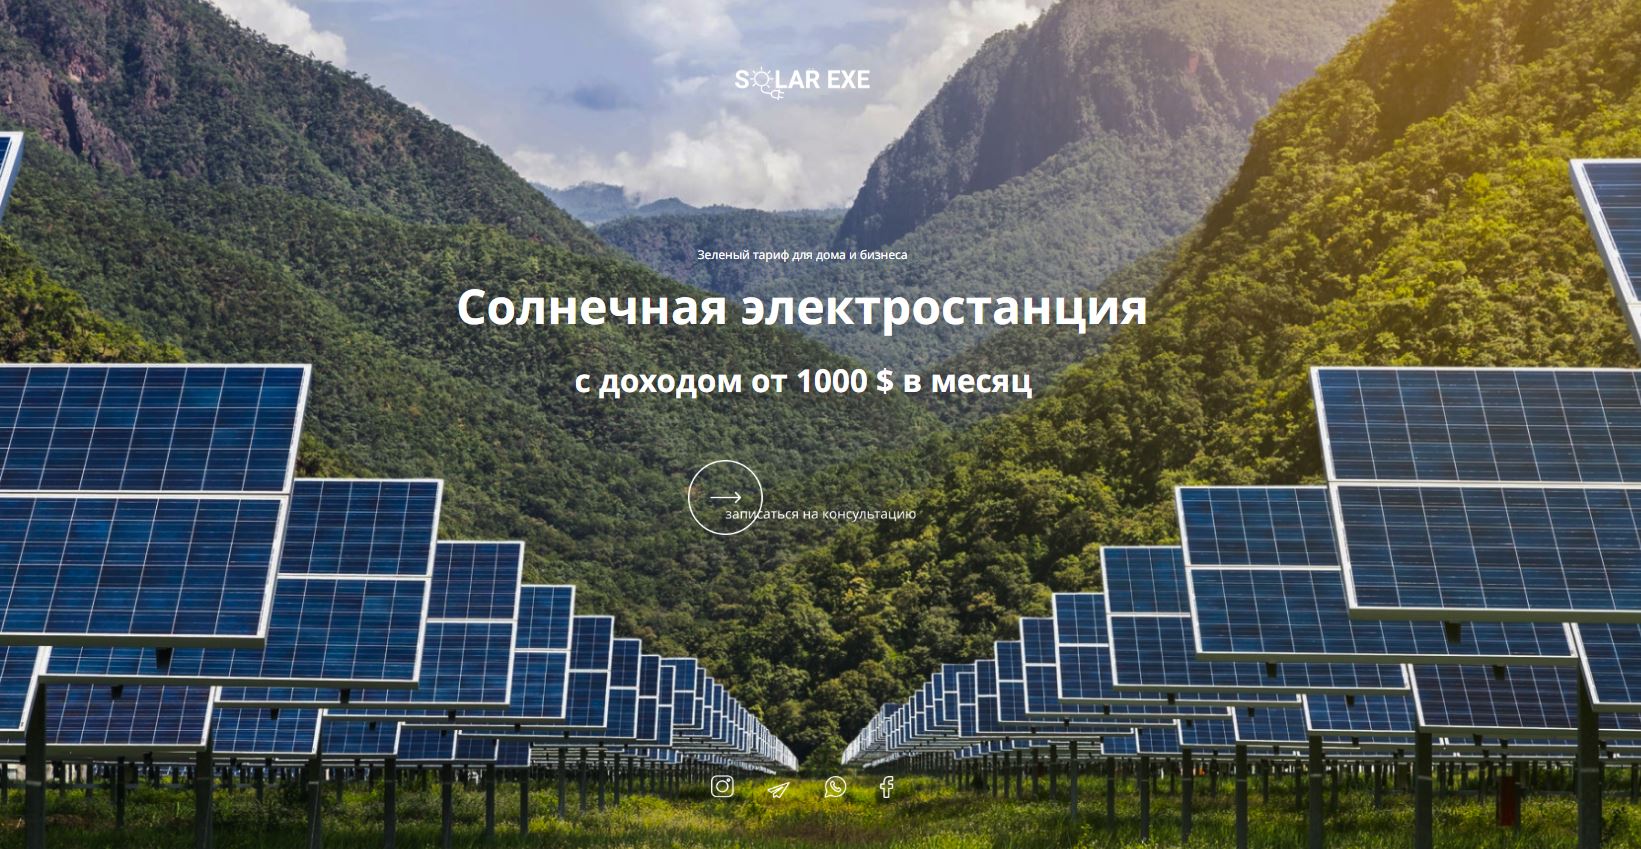 SOLAR EXE
Зеленый тариф для дома и бизнеса
Солнечная электростанция
с доходом от 1000 $ в месяц
записаться на консультацию